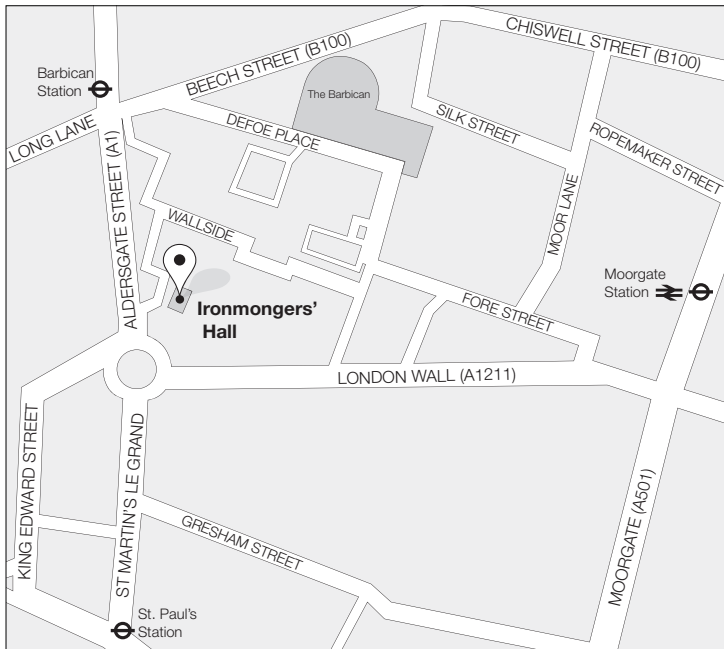 CHISWELL STREET (B100)
BEECH STREET (B100)
Barbican
Station
The Barbican
LONG LANE
DEFOE PLACE
SILK STREET
ROPEMAKER STREET
ALDERSGATE STREET (A1)
WALLSIDE
MOOR LANE
Moorgate
Station
Ironmongers'
Hall
FORE STREET
LONDON WALL (A1211)
KING EDWARD STREET
ST MARTIN'S LE GRAND
GRESHAM STREET
MOORGATE (A501)
St. Paul's
Station